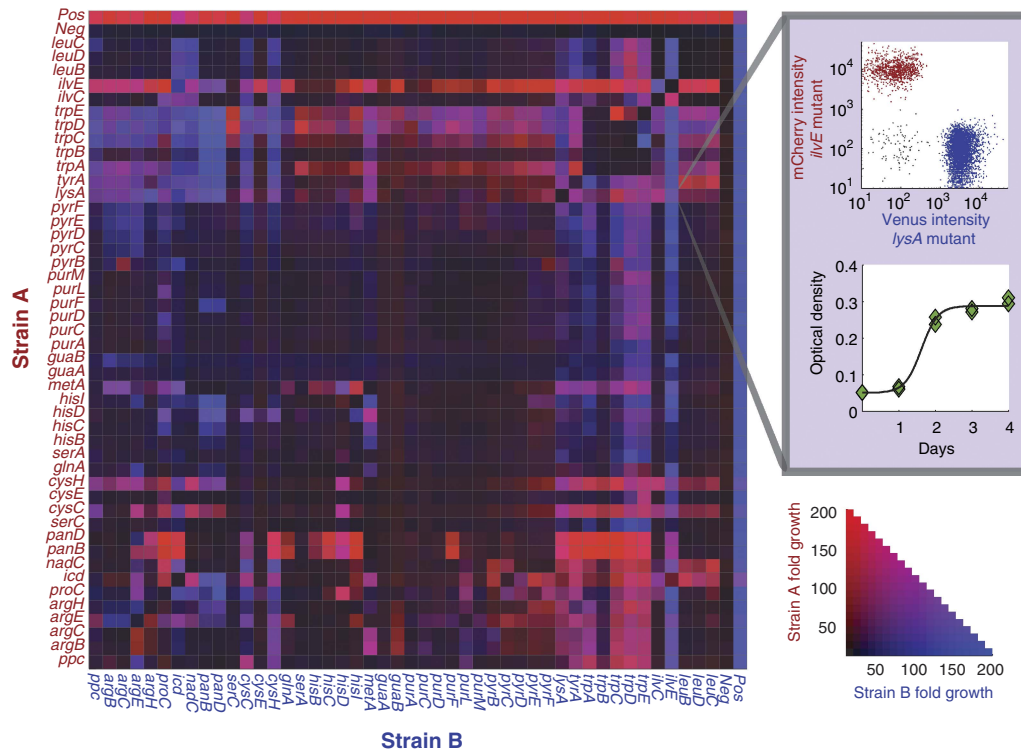 Pos
Neg
leuC
leuD
leuB
ilvE
ilvC
trpE
trpD
trpC
trpB
trpA
tyrA
lysA
pyrF
pyrE
pyrD
pyrC
pyrB
purM
purL
purF
purD
purC
purA
guaB
guaA
metA
hisI
hisD
hisC
hisB
serA
glnA
cysH
cysE
cysC
serC
panD
panB
nadC
icd
proC
argH
argE
argC
argB
ppc
Strain A
ppc
argB
argC
argE
argH
proC
icd
nadC
panB
panD
serC
cysC
cysE
cysH
glnA
serA
hisB
hisC
hisD
hisI
metA
guaA
guaB
purA
purC
purD
purF
purL
purM
pyrB
pyrC
pyrD
pyrE
pyrF
lysA
tyrA
trpA
trpB
trpC
trpD
trpE
ilvC
ilvE
leuB
leuD
leuC
Neg
Pos
Strain B
mCherry intensity
ilvE mutant
10⁴
10³
10²
10¹
10¹ 10² 10³ 10⁴
Venus intensity
lysA mutant
Optical density
0.4
0.3
0.2
0.1
0
1 2 3 4
Days
Strain A fold growth
200
150
100
50
50 100 150 200
Strain B fold growth